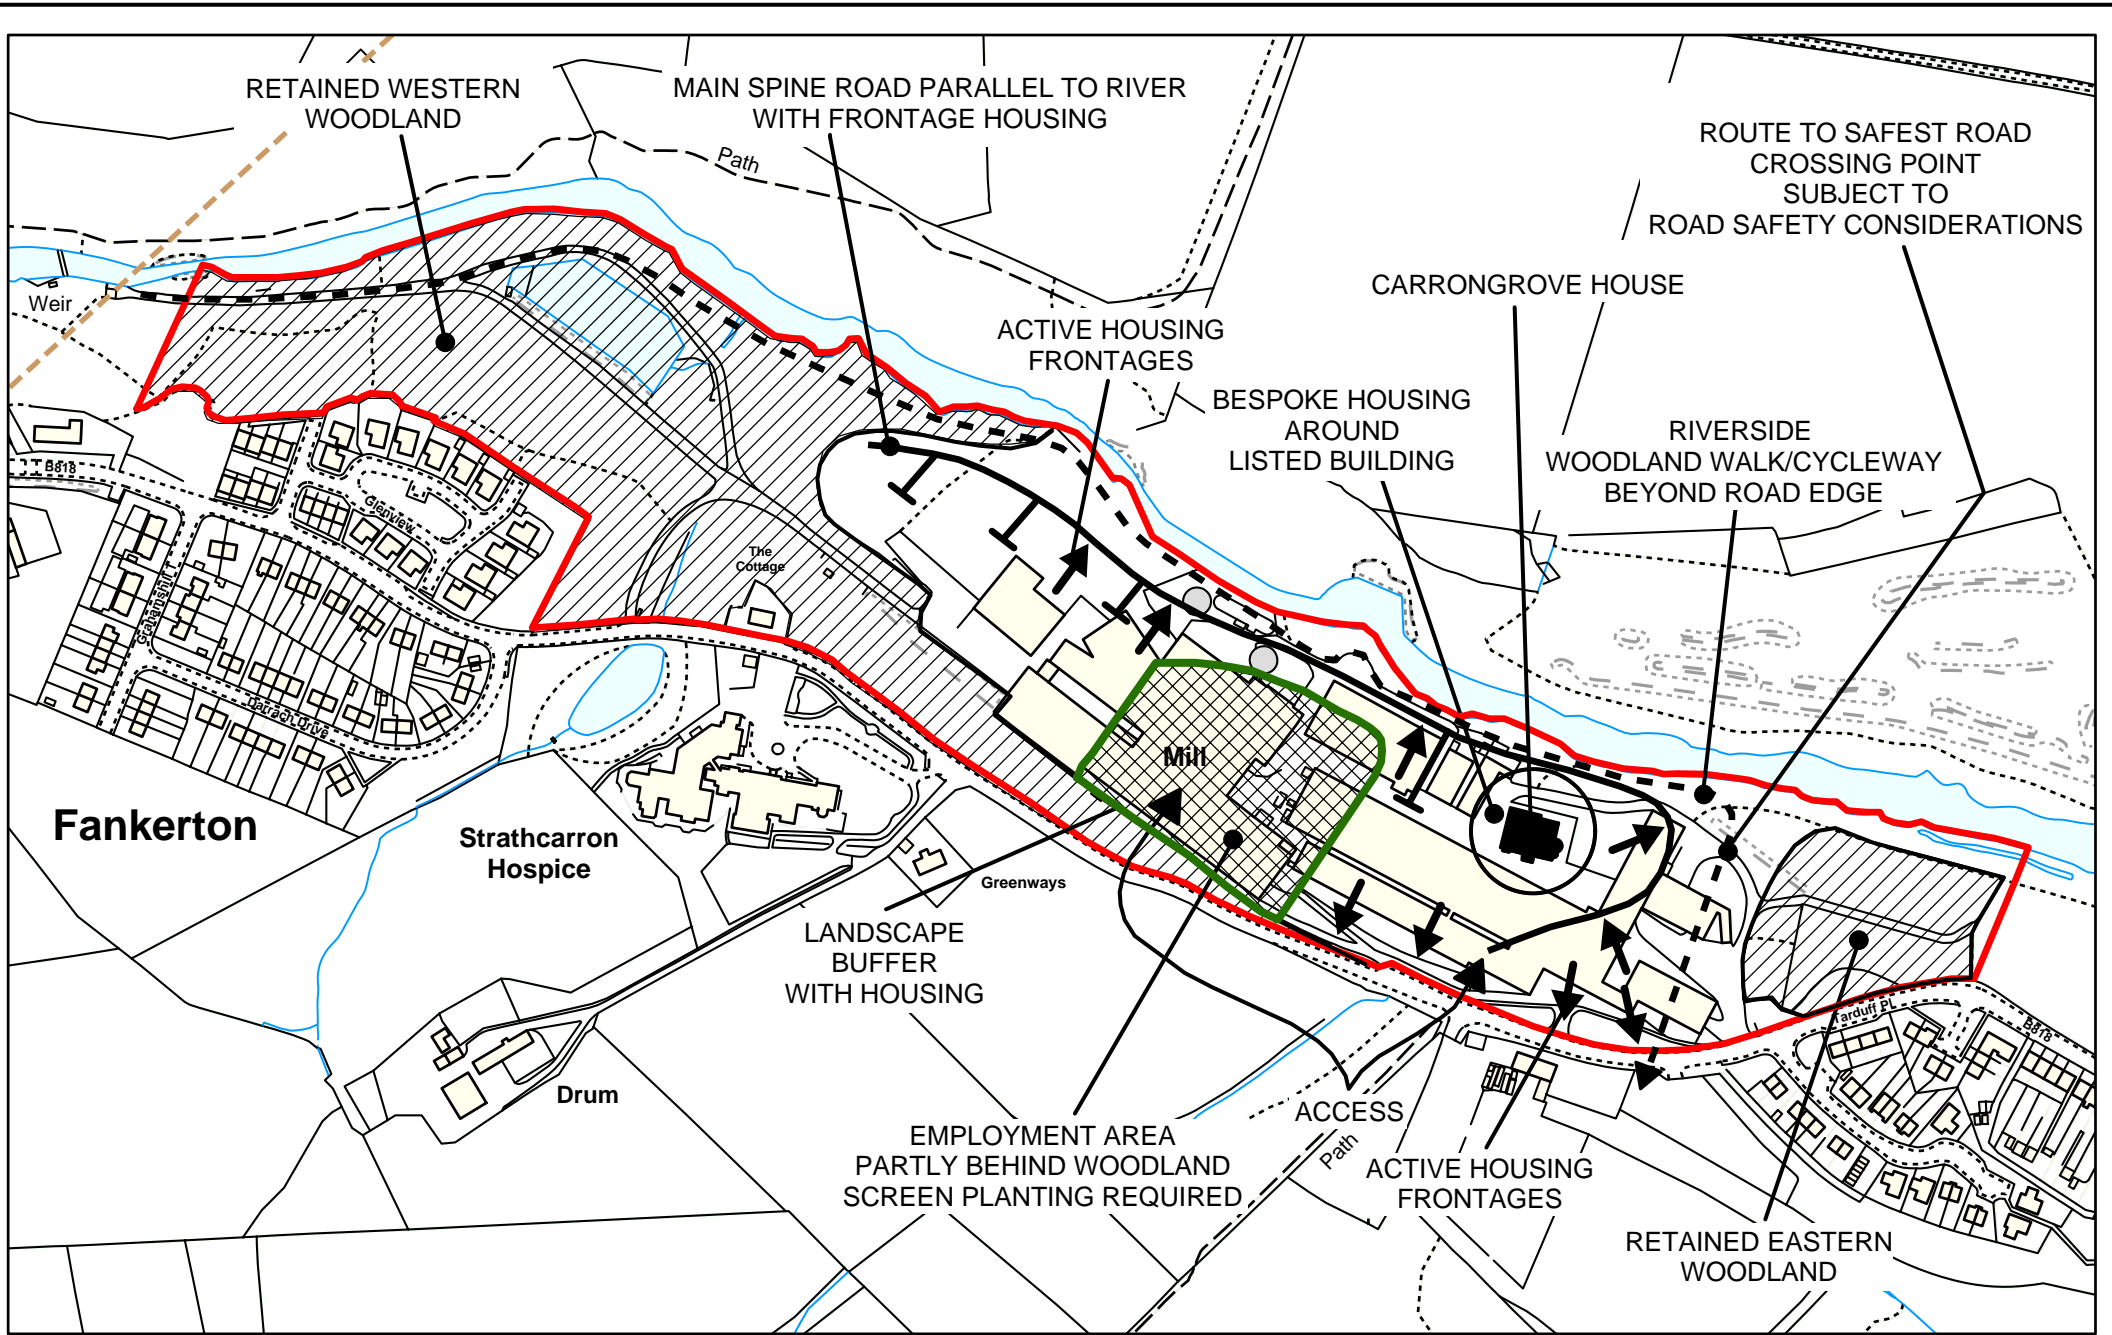 RETAINED WESTERN
WOODLAND
MAIN SPINE ROAD PARALLEL TO RIVER
WITH FRONTAGE HOUSING
ROUTE TO SAFEST ROAD
CROSSING POINT
SUBJECT TO
ROAD SAFETY CONSIDERATIONS
Path
Weir
CARRONGROVE HOUSE
ACTIVE HOUSING
FRONTAGES
BESPOKE HOUSING
AROUND
LISTED BUILDING
RIVERSIDE
WOODLAND WALK/CYCLEWAY
BEYOND ROAD EDGE
B818
Glenview
The
Cottage
Grahamshill T
Darrach Drive
Mill
Fankerton
Strathcarron
Hospice
Greenways
LANDSCAPE
BUFFER
WITH HOUSING
Tarduff Pl
B818
Drum
ACCESS
Path
EMPLOYMENT AREA
PARTLY BEHIND WOODLAND
SCREEN PLANTING REQUIRED
ACTIVE HOUSING
FRONTAGES
RETAINED EASTERN
WOODLAND